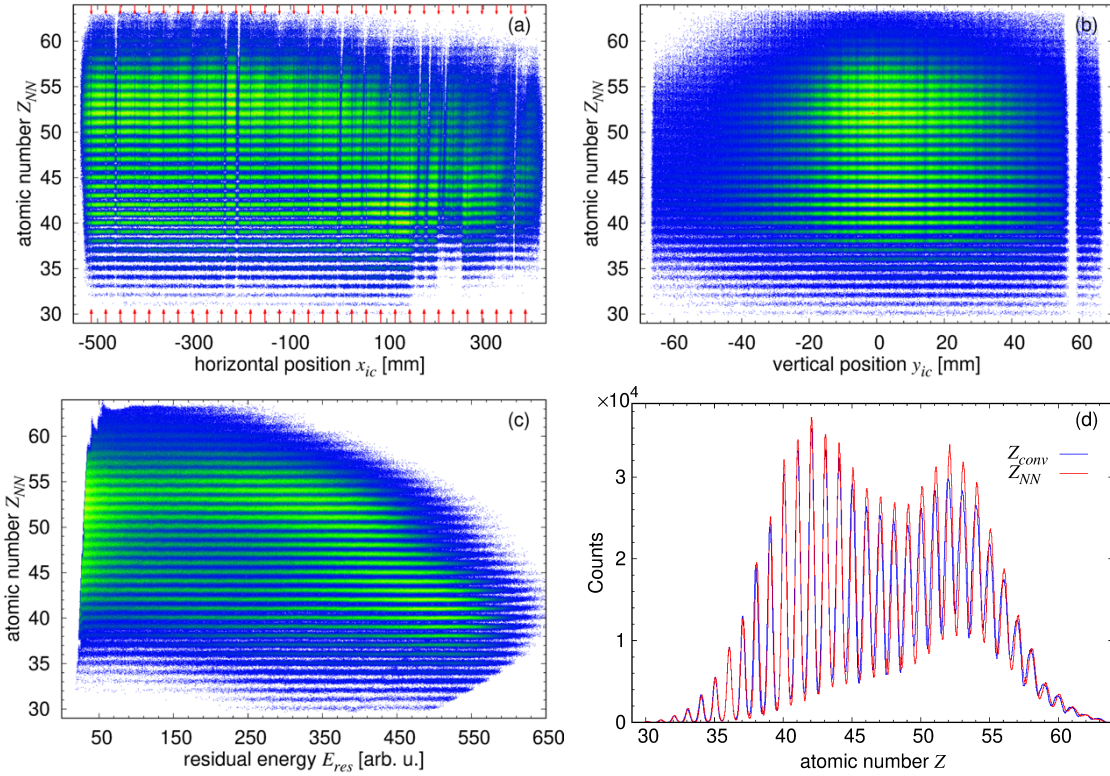 (a)
atomic number Z_NN
60
55
50
45
40
35
30
-500 -300 -100 100 300
horizontal position x_ic [mm]
(b)
atomic number Z_NN
60
55
50
45
40
35
30
-60 -40 -20 0 20 40 60
vertical position y_ic [mm]
(c)
atomic number Z_NN
60
55
50
45
40
35
30
50 150 250 350 450 550 650
residual energy E_res [arb. u.]
×10^4
(d)
Z_conv
Z_NN
Counts
4
3
2
1
0
30 35 40 45 50 55 60
atomic number Z